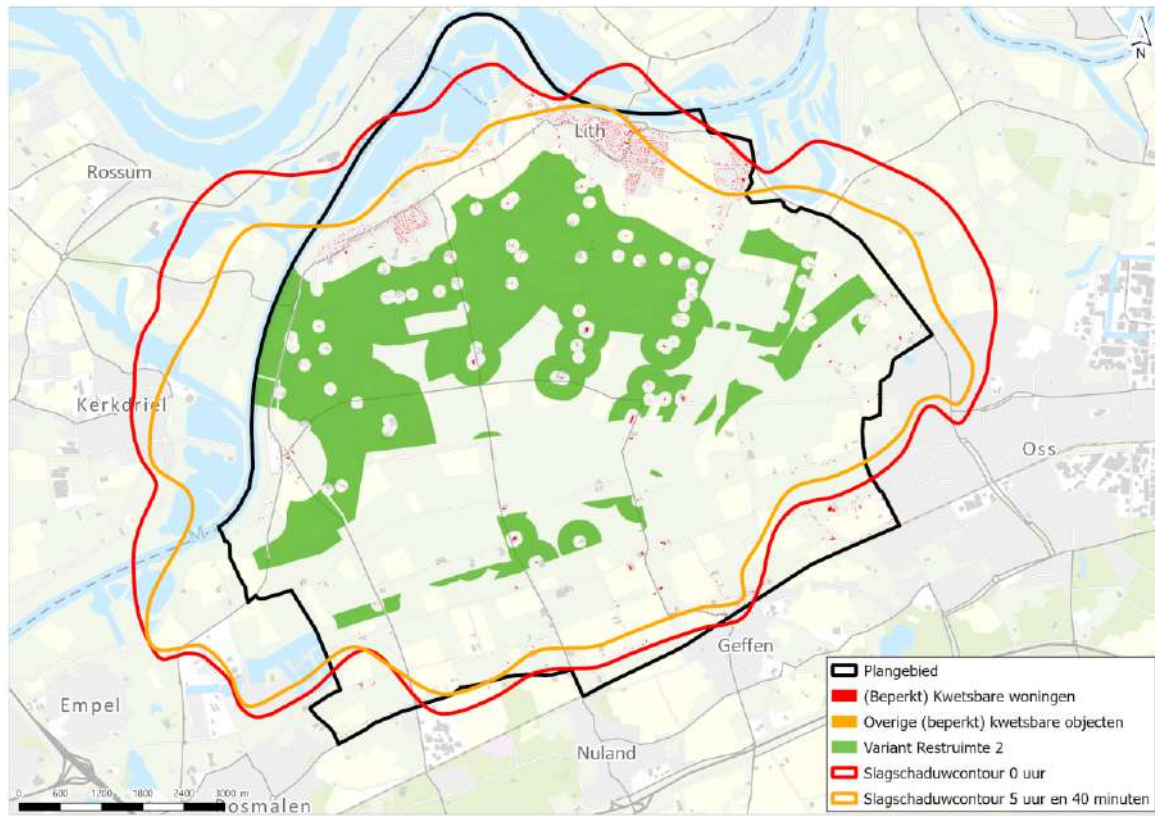 N
Lith
Rossum
Kerkdriel
Oss
M
Geffen
Empel
Nuland
Rosmalen
Plangebied
(Beperkt) Kwetsbare woningen
Overige (beperkt) kwetsbare objecten
Variant Restruimte 2
Slagschaduwcontour 0 uur
Slagschaduwcontour 5 uur en 40 minuten
0 600 1200 1800 2400 3000 m